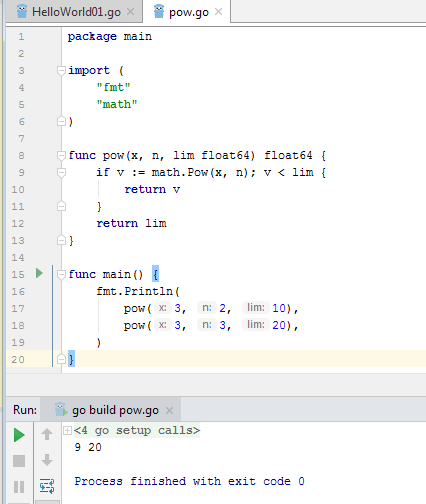 HelloWorld01.go × pow.go ×
1 package main
2
3 import (
4 "fmt"
5 "math"
6 )
7
8 func pow(x, n, lim float64) float64 {
9 if v := math.Pow(x, n); v < lim {
10 return v
11 }
12 return lim
13 }
14
15 func main() {
16 fmt.Println(
17 pow( x: 3, n: 2, lim: 10),
18 pow( x: 3, n: 3, lim: 20),
19 )
20 }
Run: go build pow.go ×
<4 go setup calls>
9 20
Process finished with exit code 0